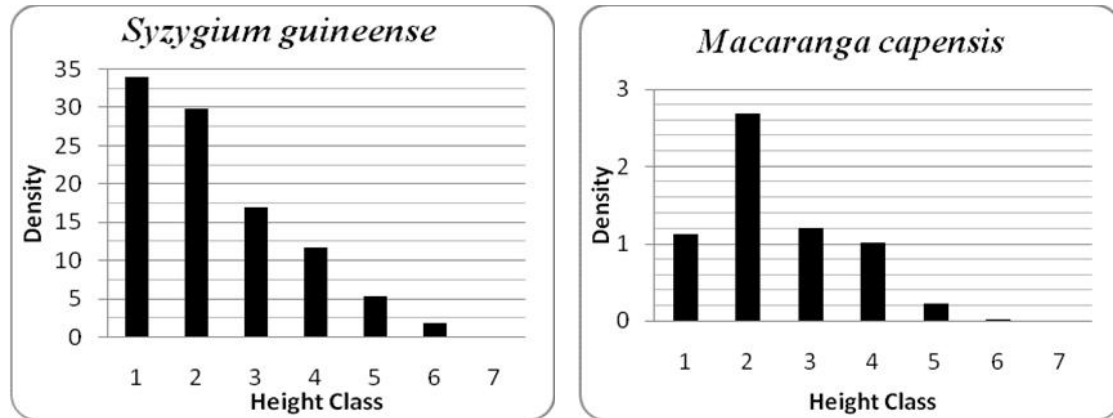 Syzygium guineense
Density
35
30
25
20
15
10
5
0
1 2 3 4 5 6 7
Height Class
Macaranga capensis
Density
3
2
1
0
1 2 3 4 5 6 7
Height Class